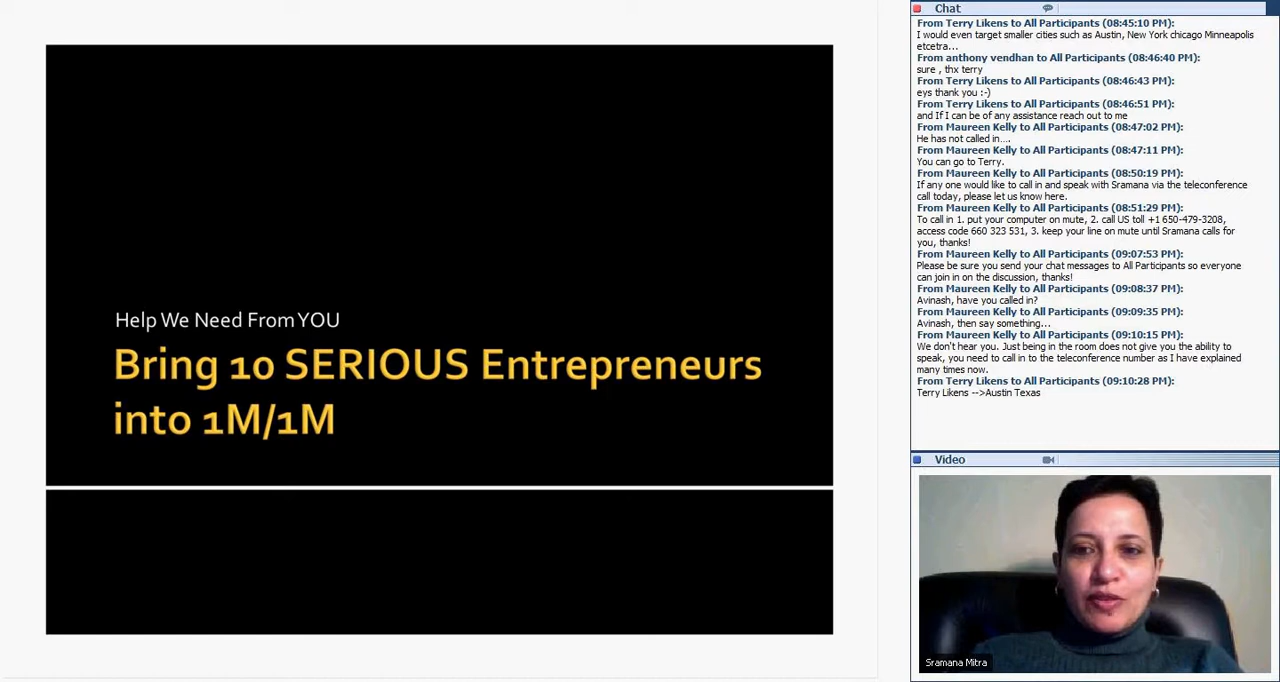 Help We Need From YOU
Bring 10 SERIOUS Entrepreneurs
into 1M/1M
Chat
From Terry Likens to All Participants (08:45:10 PM):
I would even target smaller cities such as Austin, New York chicago Minneapolis
etcetra...
From anthony vendhan to All Participants (08:46:40 PM):
sure , thx terry
From Terry Likens to All Participants (08:46:43 PM):
eys thank you :-)
From Terry Likens to All Participants (08:46:51 PM):
and If I can be of any assistance reach out to me
From Maureen Kelly to All Participants (08:47:02 PM):
He has not called in....
From Maureen Kelly to All Participants (08:47:11 PM):
You can go to Terry.
From Maureen Kelly to All Participants (08:50:19 PM):
If any one would like to call in and speak with Sramana via the teleconference
call today, please let us know here.
From Maureen Kelly to All Participants (08:51:29 PM):
To call in 1. put your computer on mute, 2. call US toll +1 650-479-3208,
access code 660 323 531, 3. keep your line on mute until Sramana calls for
you, thanks!
From Maureen Kelly to All Participants (09:07:53 PM):
Please be sure you send your chat messages to All Participants so everyone
can join in on the discussion, thanks!
From Maureen Kelly to All Participants (09:08:37 PM):
Avinash, have you called in?
From Maureen Kelly to All Participants (09:09:35 PM):
Avinash, then say something...
From Maureen Kelly to All Participants (09:10:15 PM):
We don't hear you. Just being in the room does not give you the ability to
speak, you need to call in to the teleconference number as I have explained
many times now.
From Terry Likens to All Participants (09:10:28 PM):
Terry Likens -->Austin Texas
Video
Sramana Mitra